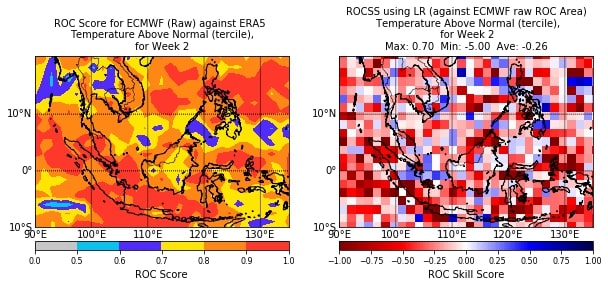 ROC Score for ECMWF (Raw) against ERA5
Temperature Above Normal (tercile),
for Week 2
10°N
0°
10°S
90°E 100°E 110°E 120°E 130°E
0.0 0.5 0.6 0.7 0.8 0.9 1.0
ROC Score
ROCSS using LR (against ECMWF raw ROC Area)
Temperature Above Normal (tercile),
for Week 2
Max: 0.70 Min: -5.00 Ave: -0.26
10°N
0°
10°S
90°E 100°E 110°E 120°E 130°E
−1.00 −0.75 −0.50 −0.25 0.00 0.25 0.50 0.75 1.00
ROC Skill Score